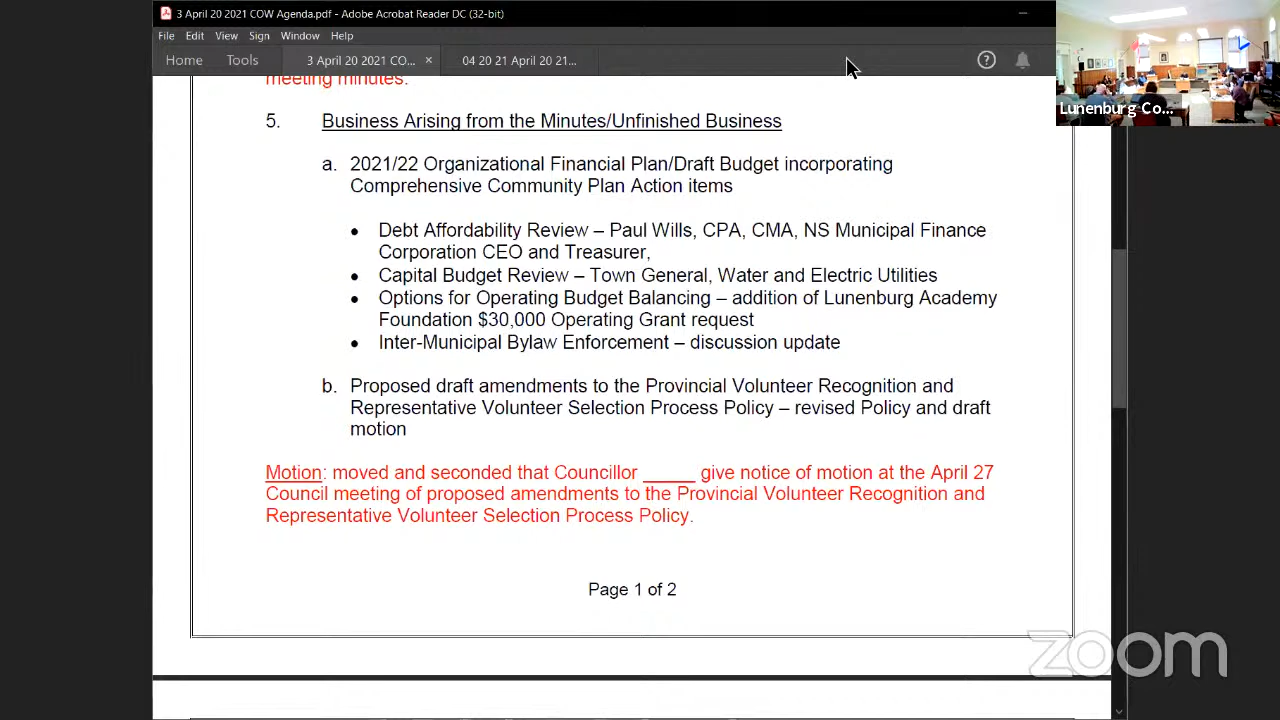 3 April 20 2021 COW Agenda.pdf - Adobe Acrobat Reader DC (32-bit)
File Edit View Sign Window Help
Home Tools 3 April 20 2021 CO... × 04 20 21 April 20 21...
Lunenburg Co...
meeting minutes.
5. Business Arising from the Minutes/Unfinished Business
a. 2021/22 Organizational Financial Plan/Draft Budget incorporating
Comprehensive Community Plan Action items
• Debt Affordability Review – Paul Wills, CPA, CMA, NS Municipal Finance
Corporation CEO and Treasurer,
• Capital Budget Review – Town General, Water and Electric Utilities
• Options for Operating Budget Balancing – addition of Lunenburg Academy
Foundation $30,000 Operating Grant request
• Inter-Municipal Bylaw Enforcement – discussion update
b. Proposed draft amendments to the Provincial Volunteer Recognition and
Representative Volunteer Selection Process Policy – revised Policy and draft
motion
Motion: moved and seconded that Councillor _____ give notice of motion at the April 27
Council meeting of proposed amendments to the Provincial Volunteer Recognition and
Representative Volunteer Selection Process Policy.
Page 1 of 2
zoom